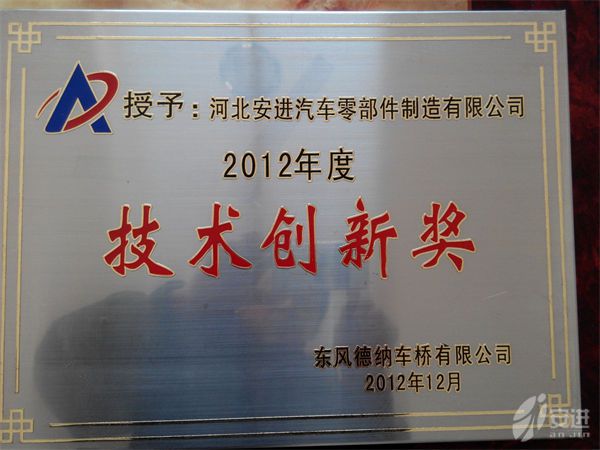 授予：河北安进汽车零部件制造有限公司
2012年度
技术创新奖
东风德纳车桥有限公司
2012年12月
安进
an jin